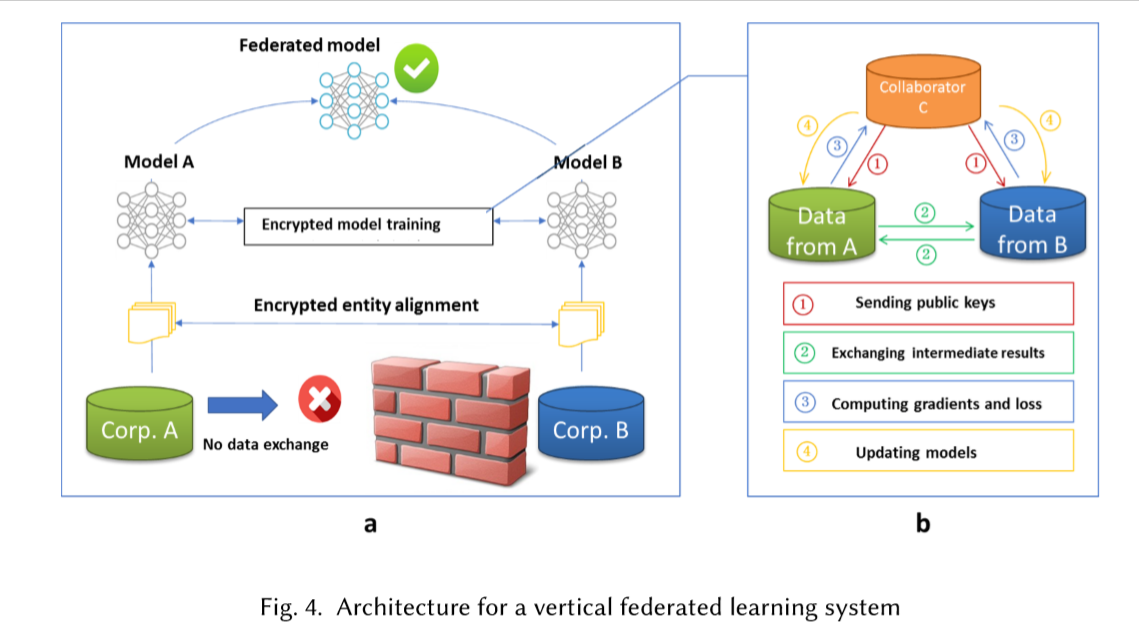 Federated model
Model A
Model B
Encrypted model training
Encrypted entity alignment
Corp. A
No data exchange
Corp. B
a
Collaborator
C
4
4
3
3
1
1
Data
from A
2
2
Data
from B
1 Sending public keys
2 Exchanging intermediate results
3 Computing gradients and loss
4 Updating models
b
Fig. 4. Architecture for a vertical federated learning system